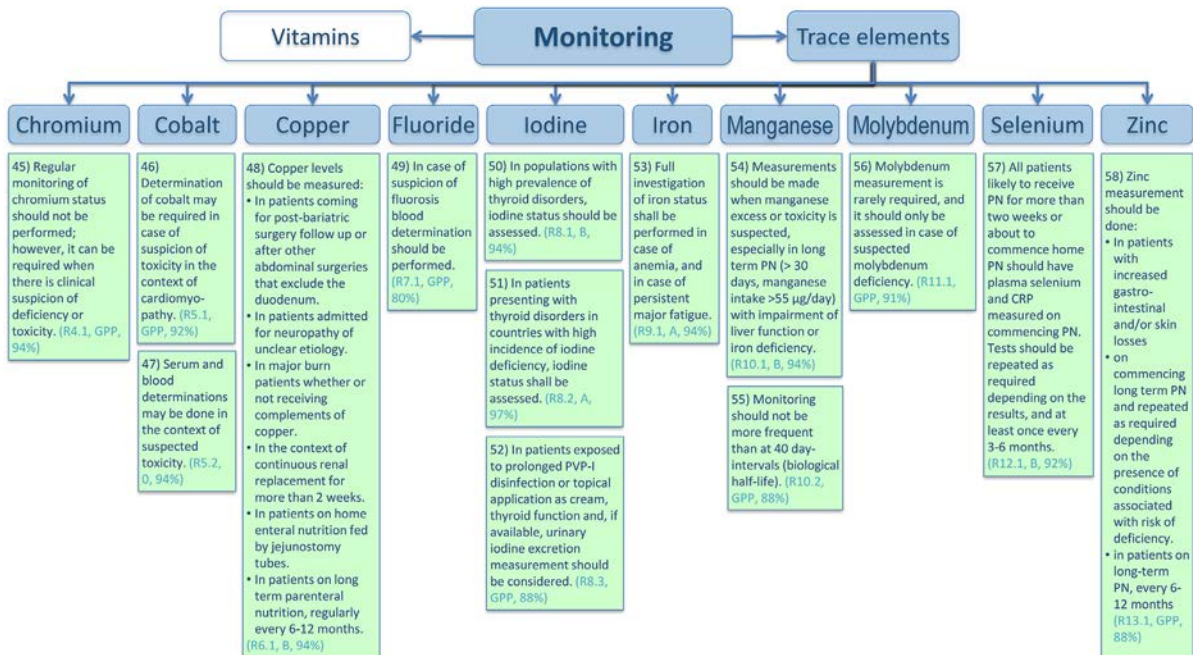 Vitamins
Monitoring
Trace elements
Chromium
45) Regular
monitoring of
chromium status
should not be
performed;
however, it can be
required when
there is clinical
suspicion of
deficiency or
toxicity. (R4.1, GPP,
94%)
Cobalt
46)
Determination
of cobalt may
be required in
case of
suspicion of
toxicity in the
context of
cardiomyo-
pathy. (R5.1,
GPP, 92%)
47) Serum and
blood
determinations
may be done in
the context of
suspected
toxicity. (R5.2,
0, 94%)
Copper
48) Copper levels
should be measured:
• In patients coming
for post-bariatric
surgery follow up or
after other
abdominal surgeries
that exclude the
duodenum.
• In patients admitted
for neuropathy of
unclear etiology.
• In major burn
patients whether or
not receiving
complements of
copper.
• In the context of
continuous renal
replacement for
more than 2 weeks.
• In patients on home
enteral nutrition fed
by jejunostomy
tubes.
• In patients on long
term parenteral
nutrition, regularly
every 6-12 months.
(R6.1, B, 94%)
Fluoride
49) In case of
suspicion of
fluorosis blood
determination
should be
performed.
(R7.1, GPP,
80%)
Iodine
50) In populations with
high prevalence of
thyroid disorders,
iodine status should be
assessed. (R8.1, B,
94%)
51) In patients
presenting with
thyroid disorders in
countries with high
incidence of iodine
deficiency, iodine
status shall be
assessed. (R8.2, A,
97%)
52) In patients exposed
to prolonged PVP-I
disinfection or topical
application as cream,
thyroid function and, if
available, urinary
iodine excretion
measurement should
be considered. (R8.3,
GPP, 88%)
Iron
53) Full
investigation
of iron status
shall be
performed in
case of
anemia, and
in case of
persistent
major fatigue.
(R9.1, A, 94%)
Manganese
54) Measurements
should be made
when manganese
excess or toxicity is
suspected,
especially in long
term PN (> 30
days, manganese
intake >55 µg/day)
with impairment of
liver function or
iron deficiency.
(R10.1, B, 94%)
55) Monitoring
should not be
more frequent
than at 40 day-
intervals (biological
half-life). (R10.2,
GPP, 88%)
Molybdenum
56) Molybdenum
measurement is
rarely required, and
it should only be
assessed in case of
suspected
molybdenum
deficiency. (R11.1,
GPP, 91%)
Selenium
57) All patients
likely to receive
PN for more than
two weeks or
about to
commence home
PN should have
plasma selenium
and CRP
measured on
commencing PN.
Tests should be
repeated as
required
depending on the
results, and at
least once every
3-6 months.
(R12.1, B, 92%)
Zinc
58) Zinc
measurement
should be
done:
• In patients
with
increased
gastro-
intestinal
and/or skin
losses
• on
commencing
long term PN
and repeated
as required
depending
on the
presence of
conditions
associated
with risk of
deficiency.
• in patients on
long-term
PN, every 6-
12 months
(R13.1, GPP,
88%)